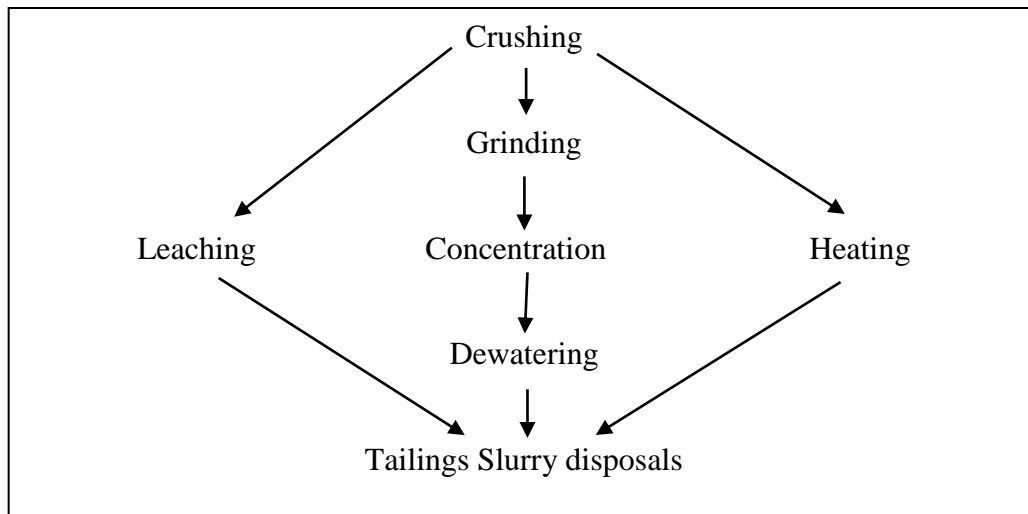 Crushing
Grinding
Leaching
Concentration
Heating
Dewatering
Tailings Slurry disposals